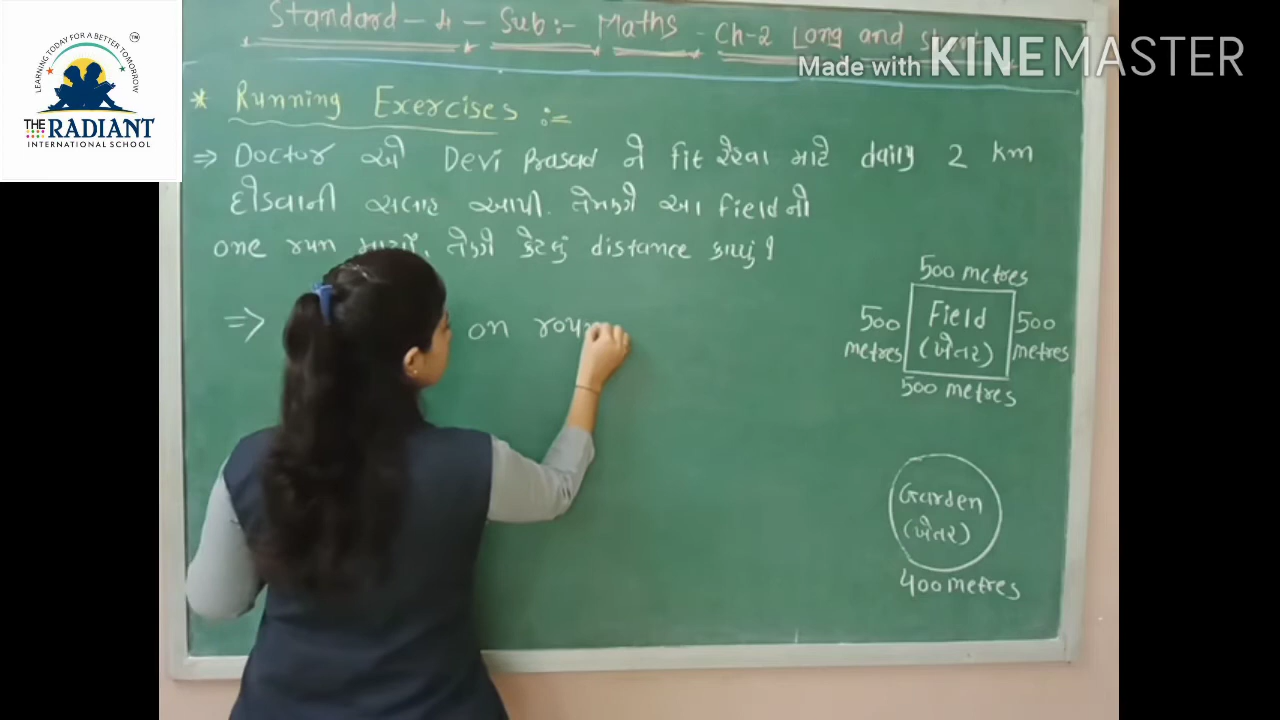 LEARNING TODAY FOR A BETTER TOMORROW
TM
THE RADIANT
INTERNATIONAL SCHOOL
Made with KINEMASTER
Standard - 4 - Sub:- Maths - Ch-2 Long and
* Running Exercises :-
⇒ Doctor એ Devi Prasad ને fit રહેવા માટે daily 2 km
દોડવાની સલાહ આપી. તેમણે આ field નો
one run તેણે કેટલું distance કાપ્યું?
⇒ on roun
500 metres
500 metres
Field
(ખેતર)
500 metres
500 metres
Garden
(ખેતર)
400 metres